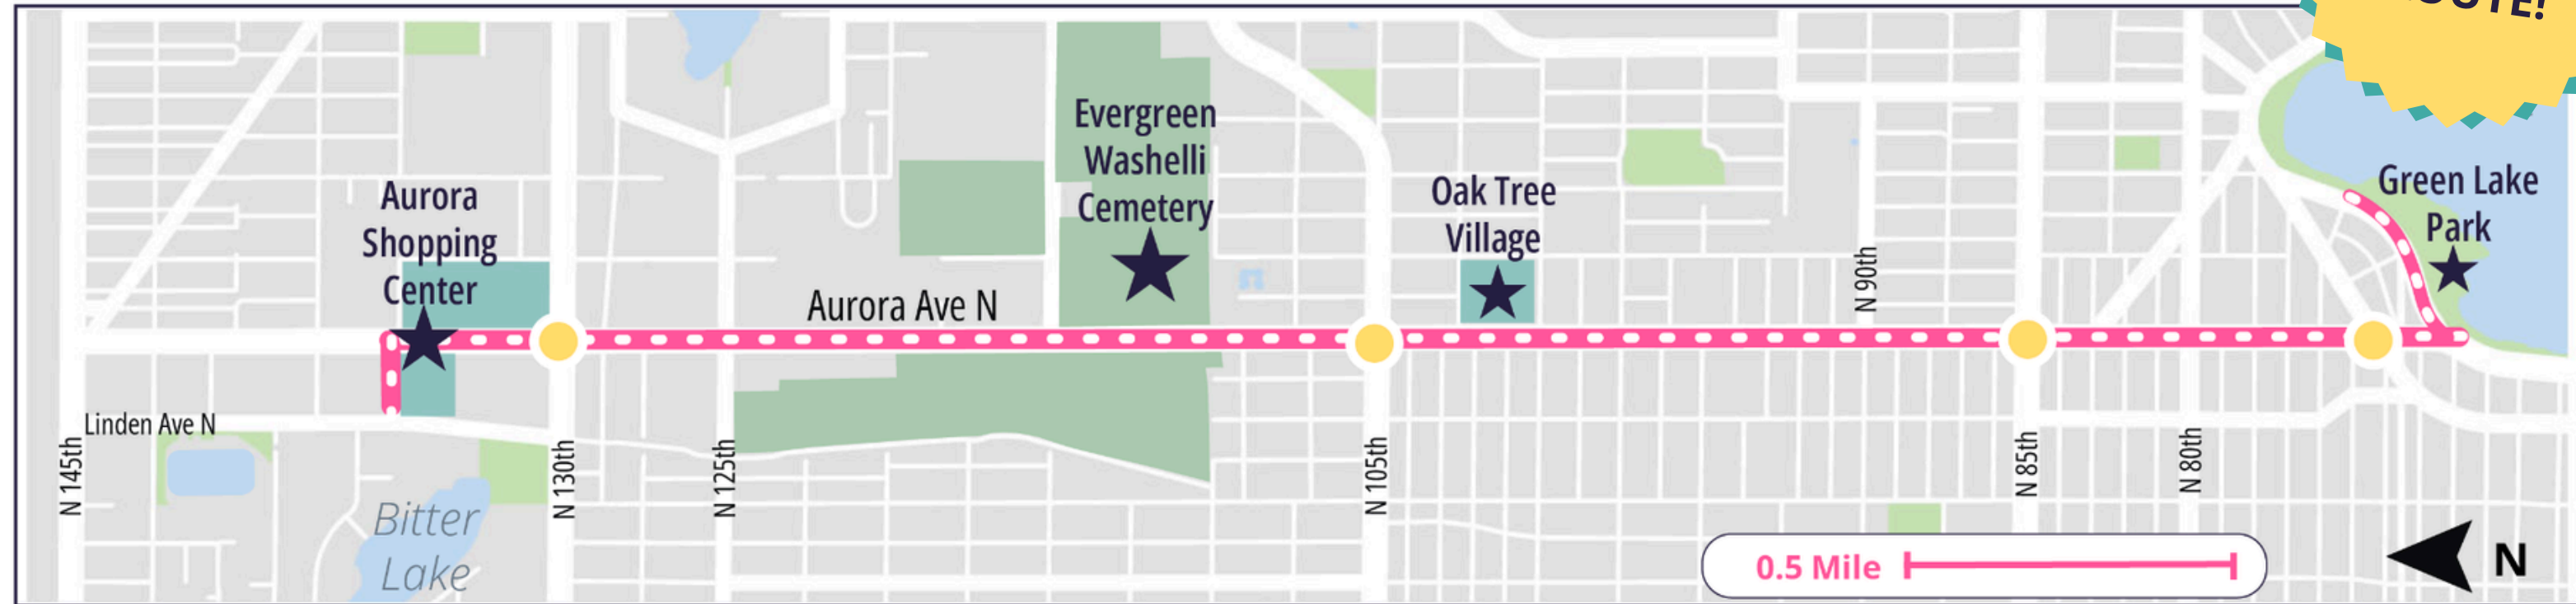 Evergreen
Washelli
Cemetery
Aurora
Shopping
Center
Oak Tree
Village
Green Lake
Park
Aurora Ave N
N 90th
Linden Ave N
N 145th
N 130th
N 125th
N 105th
N 85th
N 80th
Bitter
Lake
0.5 Mile
N